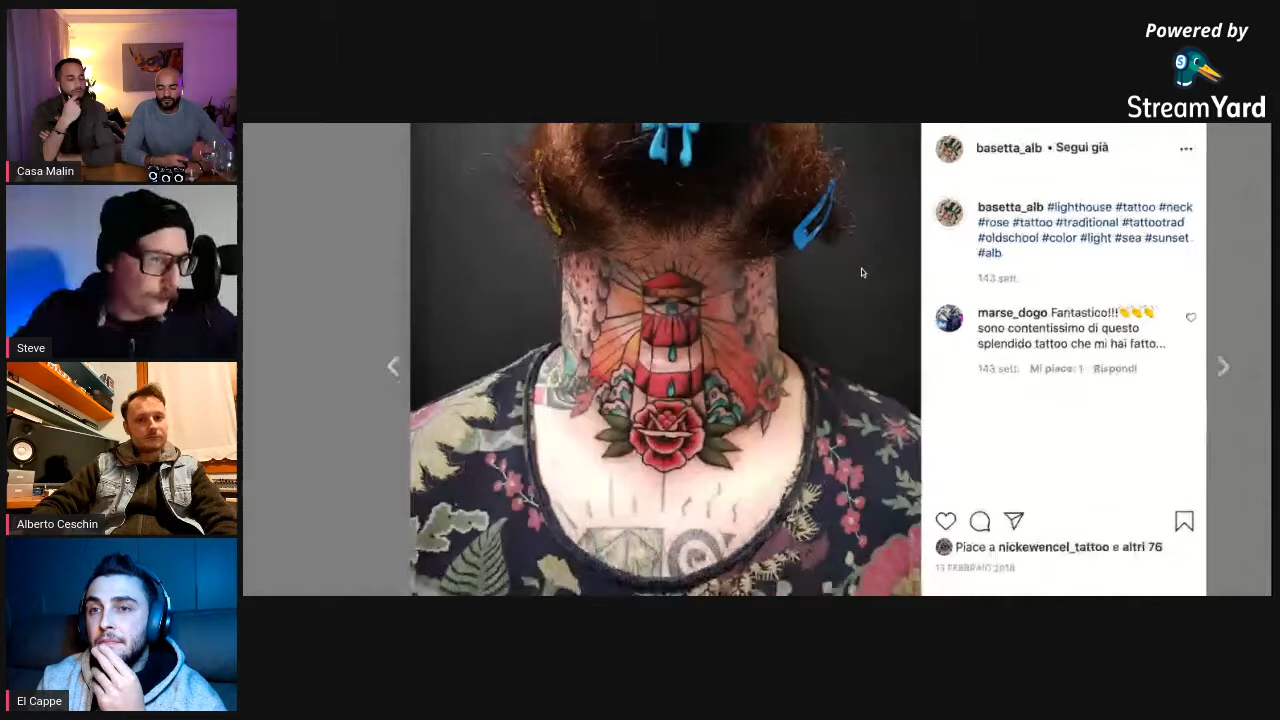 Powered by
StreamYard
Casa Malin
Steve
Alberto Ceschin
El Cappe
basetta_alb • Segui già
basetta_alb #lighthouse #tattoo #neck
#rose #tattoo #traditional #tattootrad
#oldschool #color #light #sea #sunset
#alb
143 sett.
marse_dogo Fantastico!!!👏👏👏
sono contentissimo di questo
splendido tattoo che mi hai fatto...
143 sett. Mi piace: 1 Rispondi
Piace a nickewencel_tattoo e altri 76
13 FEBBRAIO 2018